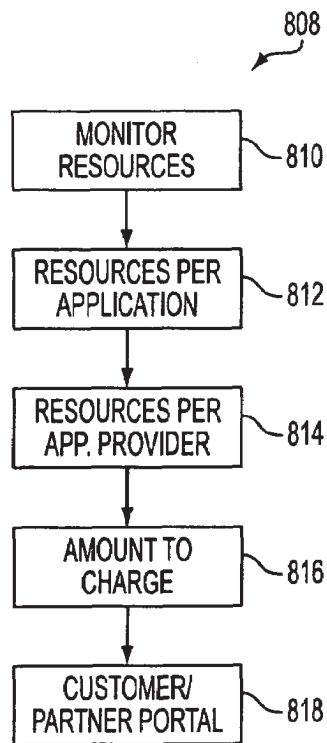 808
MONITOR
RESOURCES
810
RESOURCES PER
APPLICATION
812
RESOURCES PER
APP. PROVIDER
814
AMOUNT TO
CHARGE
816
CUSTOMER/
PARTNER PORTAL
818